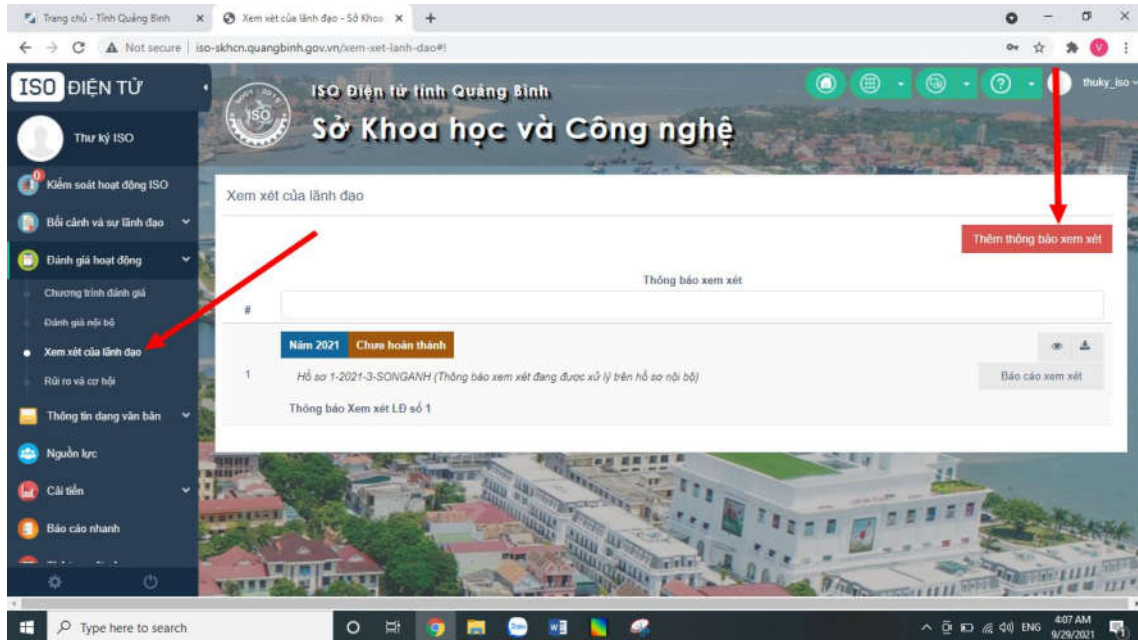 Trang chủ - Tỉnh Quảng Bình
Xem xét của lãnh đạo - Sở Khoa
Not secure | iso-skhcn.quangbinh.gov.vn/xem-xet-lanh-dao#!
V
ISO ĐIỆN TỬ
Thư ký ISO
0
Kiểm soát hoạt động ISO
Bối cảnh và sự lãnh đạo
Đánh giá hoạt động
Chương trình đánh giá
Đánh giá nội bộ
Xem xét của lãnh đạo
Rủi ro và cơ hội
Thông tin dạng văn bản
Nguồn lực
Cải tiến
Báo cáo nhanh
ISO
ISO Điện tử tỉnh Quảng Bình
Sở Khoa học và Công nghệ
thuky_iso
Xem xét của lãnh đạo
Thêm thông báo xem xét
Thông báo xem xét
#
Năm 2021 Chưa hoàn thành
1
Hồ sơ 1-2021-3-SONGANH (Thông báo xem xét đang được xử lý trên hồ sơ nội bộ)
Báo cáo xem xét
Thông báo Xem xét LĐ số 1
Type here to search
ENG
4:07 AM
9/29/2021